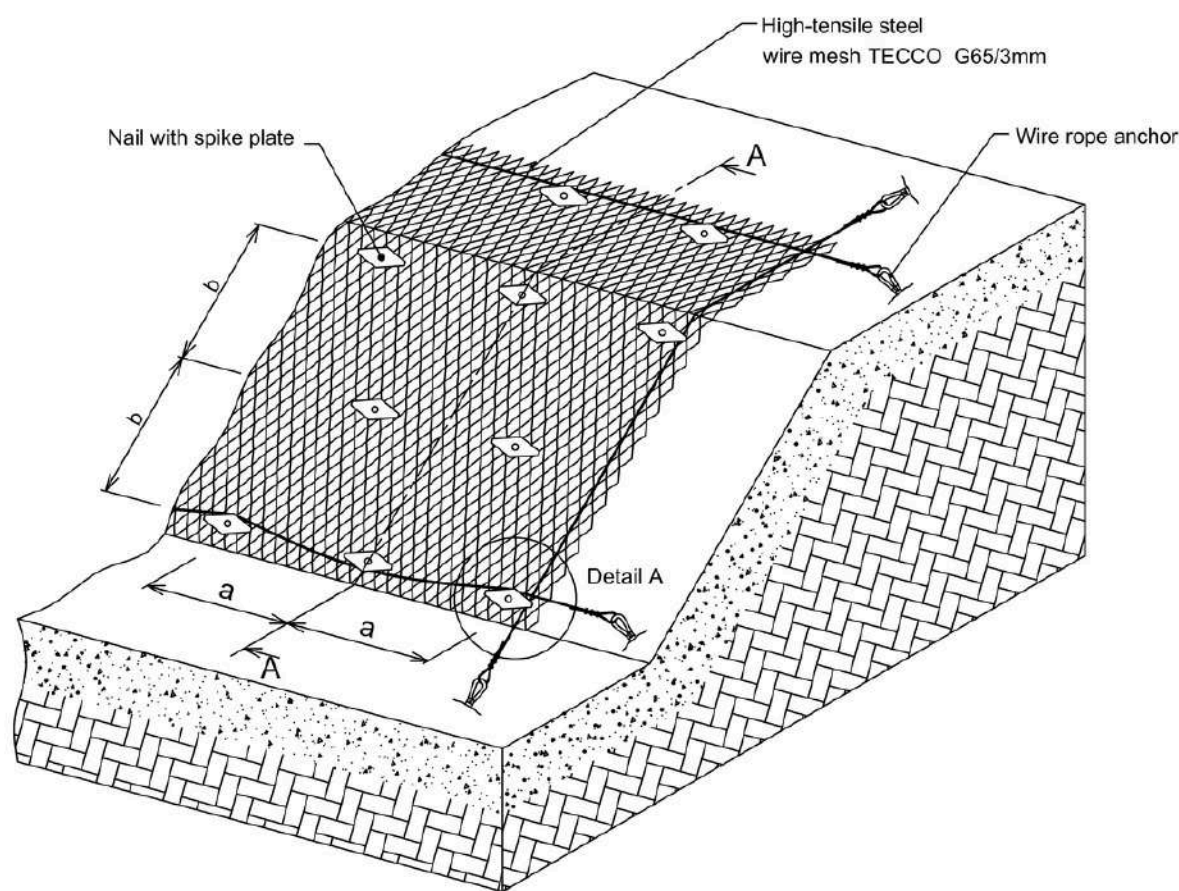 High-tensile steel
wire mesh TECCO G65/3mm
Nail with spike plate
Wire rope anchor
A
b
b
Detail A
a
a
A